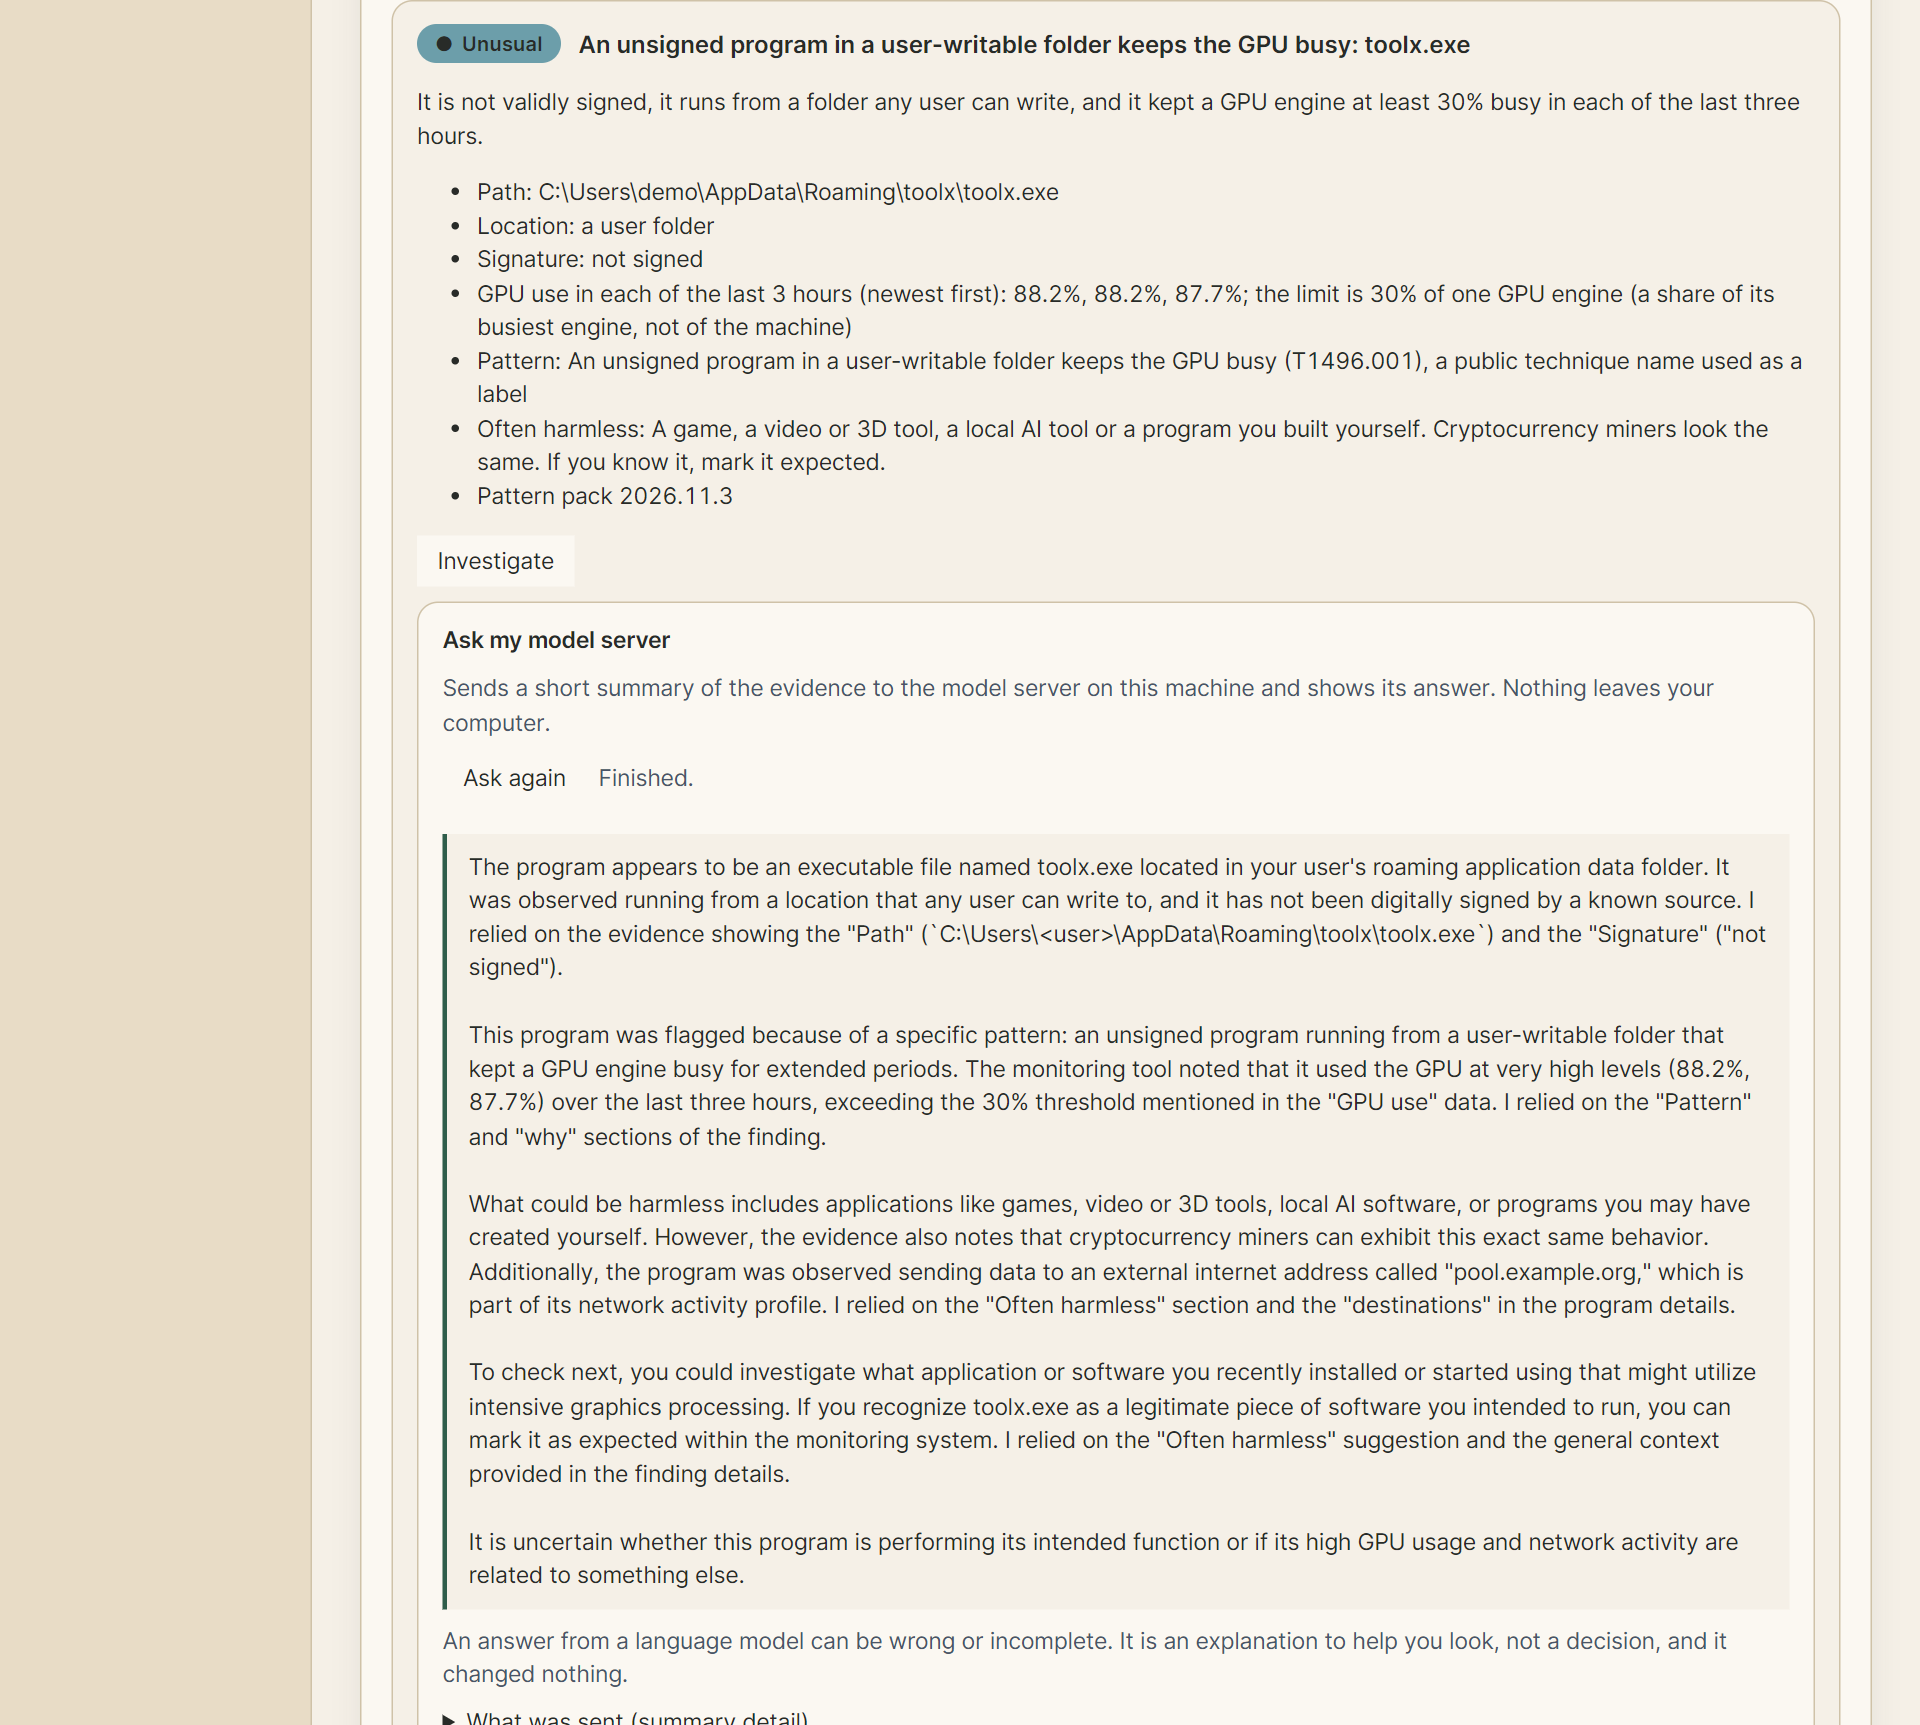 Unusual An unsigned program in a user-writable folder keeps the GPU busy: toolx.exe
It is not validly signed, it runs from a folder any user can write, and it kept a GPU engine at least 30% busy in each of the last three
hours.
• Path: C:\Users\demo\AppData\Roaming\toolx\toolx.exe
• Location: a user folder
• Signature: not signed
• GPU use in each of the last 3 hours (newest first): 88.2%, 88.2%, 87.7%; the limit is 30% of one GPU engine (a share of its
busiest engine, not of the machine)
• Pattern: An unsigned program in a user-writable folder keeps the GPU busy (T1496.001), a public technique name used as a
label
• Often harmless: A game, a video or 3D tool, a local AI tool or a program you built yourself. Cryptocurrency miners look the
same. If you know it, mark it expected.
• Pattern pack 2026.11.3
Investigate
Ask my model server
Sends a short summary of the evidence to the model server on this machine and shows its answer. Nothing leaves your
computer.
Ask again Finished.
The program appears to be an executable file named toolx.exe located in your user's roaming application data folder. It
was observed running from a location that any user can write to, and it has not been digitally signed by a known source. I
relied on the evidence showing the "Path" (`C:\Users\<user>\AppData\Roaming\toolx\toolx.exe`) and the "Signature" ("not
signed").
This program was flagged because of a specific pattern: an unsigned program running from a user-writable folder that
kept a GPU engine busy for extended periods. The monitoring tool noted that it used the GPU at very high levels (88.2%,
87.7%) over the last three hours, exceeding the 30% threshold mentioned in the "GPU use" data. I relied on the "Pattern"
and "why" sections of the finding.
What could be harmless includes applications like games, video or 3D tools, local AI software, or programs you may have
created yourself. However, the evidence also notes that cryptocurrency miners can exhibit this exact same behavior.
Additionally, the program was observed sending data to an external internet address called "pool.example.org," which is
part of its network activity profile. I relied on the "Often harmless" section and the "destinations" in the program details.
To check next, you could investigate what application or software you recently installed or started using that might utilize
intensive graphics processing. If you recognize toolx.exe as a legitimate piece of software you intended to run, you can
mark it as expected within the monitoring system. I relied on the "Often harmless" suggestion and the general context
provided in the finding details.
It is uncertain whether this program is performing its intended function or if its high GPU usage and network activity are
related to something else.
An answer from a language model can be wrong or incomplete. It is an explanation to help you look, not a decision, and it
changed nothing.
What was sent (summary detail)